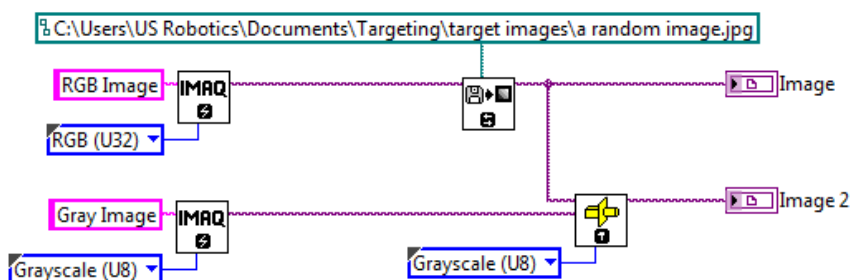 C:\Users\US Robotics\Documents\Targeting\target images\a random image.jpg
RGB Image
IMAQ
Image
RGB (U32)
Gray Image
IMAQ
Image 2
Grayscale (U8)
Grayscale (U8)